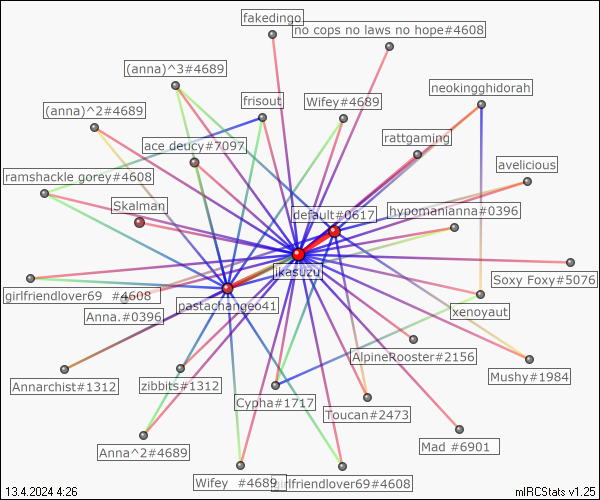 fakedingo
no cops no laws no hope#4608
(anna)^3#4689
neokingghidorah
frisout
Wifey#4689
(anna)^2#4689
rattgaming
ace deucy#7097
avelicious
ramshackle gorey#4608
Skalman
hypomanianna#0396
default#0617
ikasuzu
Soxy Foxy#5076
girlfriendlover69 #4608
pastachangeo41
xenoyaut
Anna.#0396
AlpineRooster#2156
Annarchist#1312
zibbits#1312
Mushy#1984
Cypha#1717
Toucan#2473
Anna^2#4689
Mad #6901
Wifey #4689
girlfriendlover69#4608
13.4.2024 4:26
mIRCStats v1.25